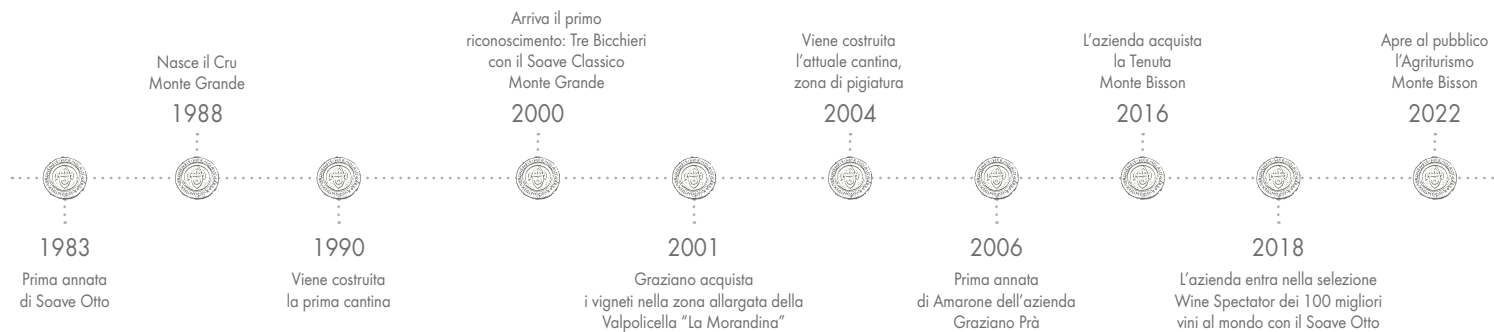 1983
Prima annata
di Soave Otto
Nasce il Cru
Monte Grande
1988
1990
Viene costruita
la prima cantina
Arriva il primo
riconoscimento: Tre Bicchieri
con il Soave Classico
Monte Grande
2000
2001
Graziano acquista
i vigneti nella zona allargata della
Valpolicella “La Morandina”
Viene costruita
l’attuale cantina,
zona di pigiatura
2004
2006
Prima annata
di Amarone dell’azienda
Graziano Prà
L’azienda acquista
la Tenuta
Monte Bisson
2016
2018
L’azienda entra nella selezione
Wine Spectator dei 100 migliori
vini al mondo con il Soave Otto
Apre al pubblico
l’Agriturismo
Monte Bisson
2022